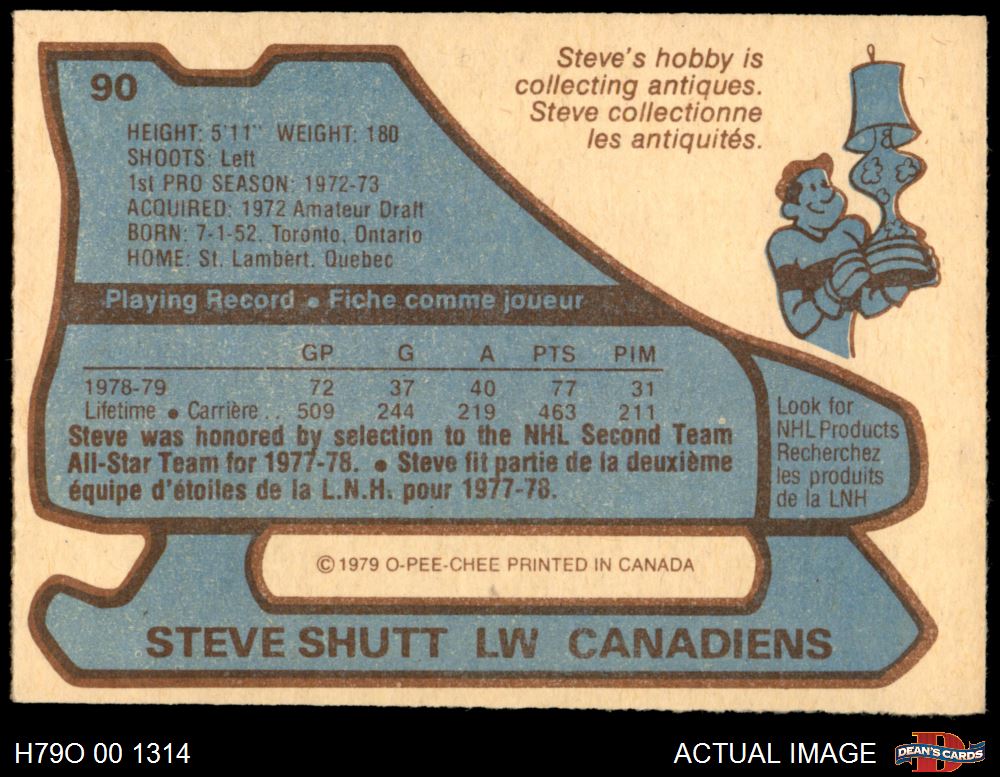 90
Steve's hobby is
collecting antiques.
Steve collectionne
les antiquités.
HEIGHT: 5'11" WEIGHT: 180
SHOOTS: Left
1st PRO SEASON: 1972-73
ACQUIRED: 1972 Amateur Draft
BORN: 7-1-52, Toronto, Ontario
HOME: St. Lambert, Quebec
Playing Record • Fiche comme joueur
GP G A PTS PIM
1978-79 72 37 40 77 31
Lifetime • Carrière .. 509 244 219 463 211
Steve was honored by selection to the NHL Second Team
All-Star Team for 1977-78. • Steve fit partie de la deuxième
équipe d'étoiles de la L.N.H. pour 1977-78.
Look for
NHL Products
Recherchez
les produits
de la LNH
© 1979 O-PEE-CHEE PRINTED IN CANADA
STEVE SHUTT LW CANADIENS
H79O 00 1314
ACTUAL IMAGE
D
DEAN'S CARDS